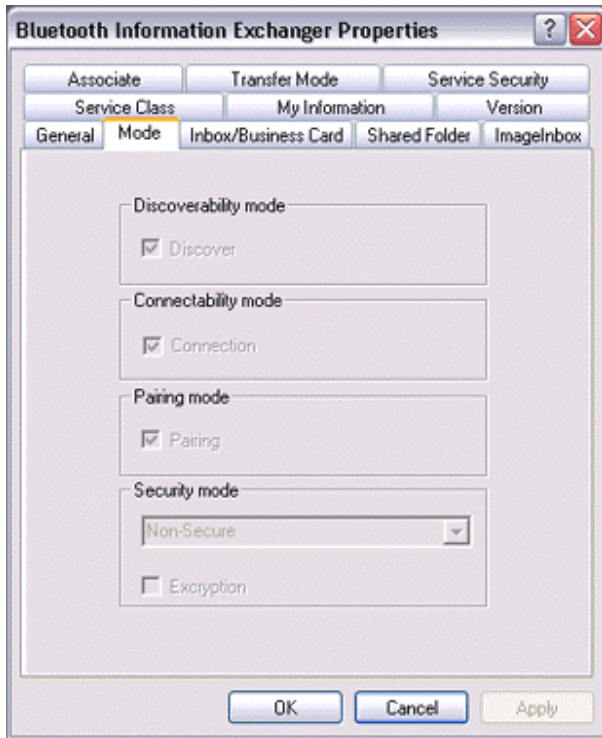 Bluetooth Information Exchanger Properties
Associate Transfer Mode Service Security
Service Class My Information Version
General Mode Inbox/Business Card Shared Folder ImageInbox
Discoverability mode
Discover
Connectability mode
Connection
Pairing mode
Pairing
Security mode
Non-Secure
Excryption
OK Cancel Apply